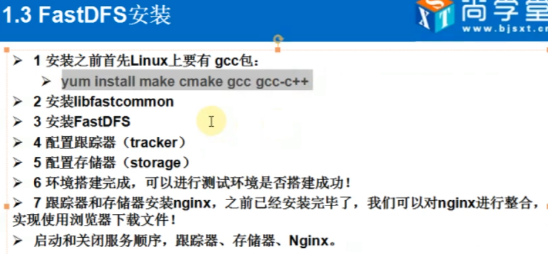 1.3 FastDFS安装
尚学堂
www.bjsxt.com
1 安装之前首先Linux上要有 gcc包：
yum install make cmake gcc gcc-c++
2 安装libfastcommon
3 安装FastDFS
4 配置跟踪器（tracker）
5 配置存储器（storage）
6 环境搭建完成，可以进行测试环境是否搭建成功！
7 跟踪器和存储器安装nginx，之前已经安装完毕了，我们可以对nginx进行整合，
实现使用浏览器下载文件！
启动和关闭服务顺序，跟踪器、存储器、Nginx。